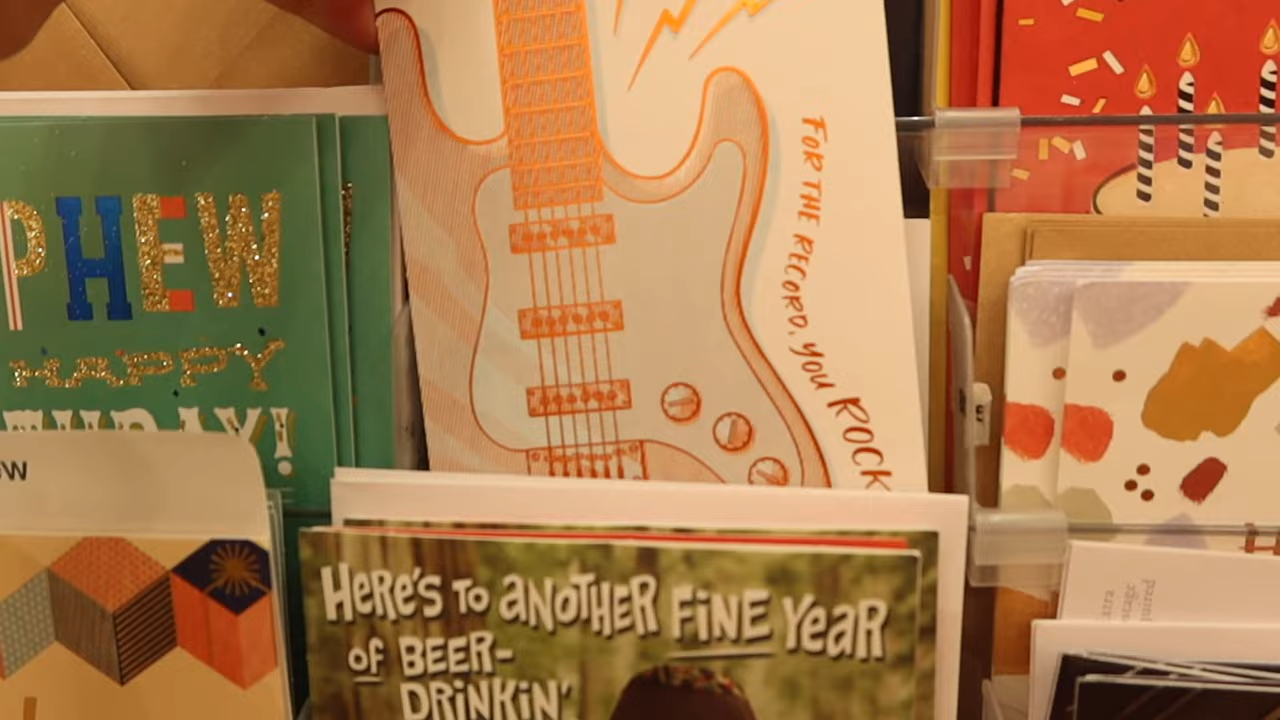 PHEW
HAPPY
FOR THE RECORD, YOU ROCK
HERE'S TO ANOTHER FINE YEAR
OF BEER-
DRINKIN'